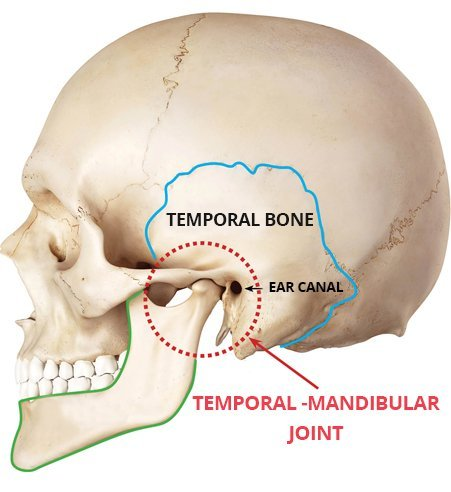 TEMPORAL BONE
EAR CANAL
TEMPORAL -MANDIBULAR
JOINT